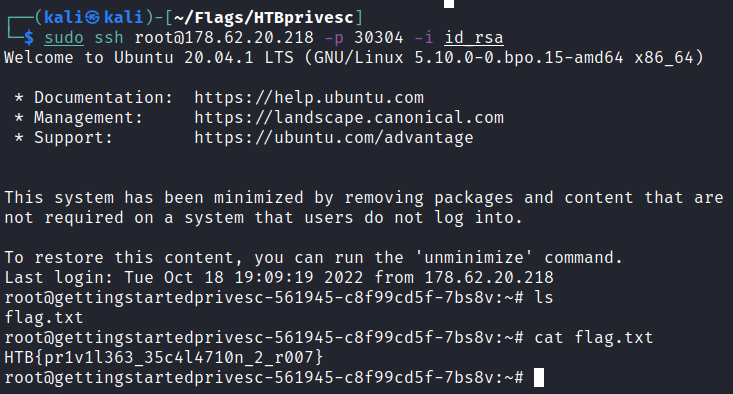 (kali㉿kali)-[~/Flags/HTBprivesc]
$ sudo ssh root@178.62.20.218 -p 30304 -i id_rsa
Welcome to Ubuntu 20.04.1 LTS (GNU/Linux 5.10.0-0.bpo.15-amd64 x86_64)
* Documentation: https://help.ubuntu.com
* Management: https://landscape.canonical.com
* Support: https://ubuntu.com/advantage
This system has been minimized by removing packages and content that are
not required on a system that users do not log into.
To restore this content, you can run the 'unminimize' command.
Last login: Tue Oct 18 19:09:19 2022 from 178.62.20.218
root@gettingstartedprivesc-561945-c8f99cd5f-7bs8v:~# ls
flag.txt
root@gettingstartedprivesc-561945-c8f99cd5f-7bs8v:~# cat flag.txt
HTB{pr1v1l363_35c4l4710n_2_r007}
root@gettingstartedprivesc-561945-c8f99cd5f-7bs8v:~#